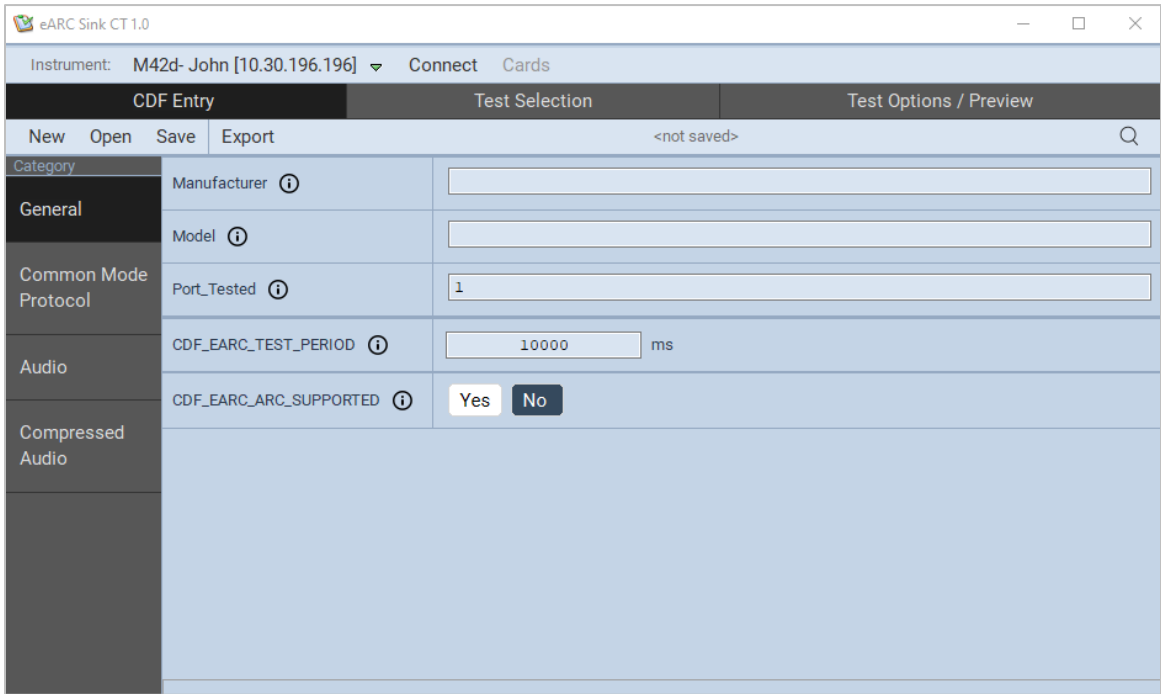 eARC Sink CT 1.0
Instrument: M42d- John [10.30.196.196] Connect Cards
CDF Entry Test Selection Test Options / Preview
New Open Save Export <not saved>
Category
General
Common Mode
Protocol
Audio
Compressed
Audio
Manufacturer
Model
Port_Tested 1
CDF_EARC_TEST_PERIOD 10000 ms
CDF_EARC_ARC_SUPPORTED Yes No